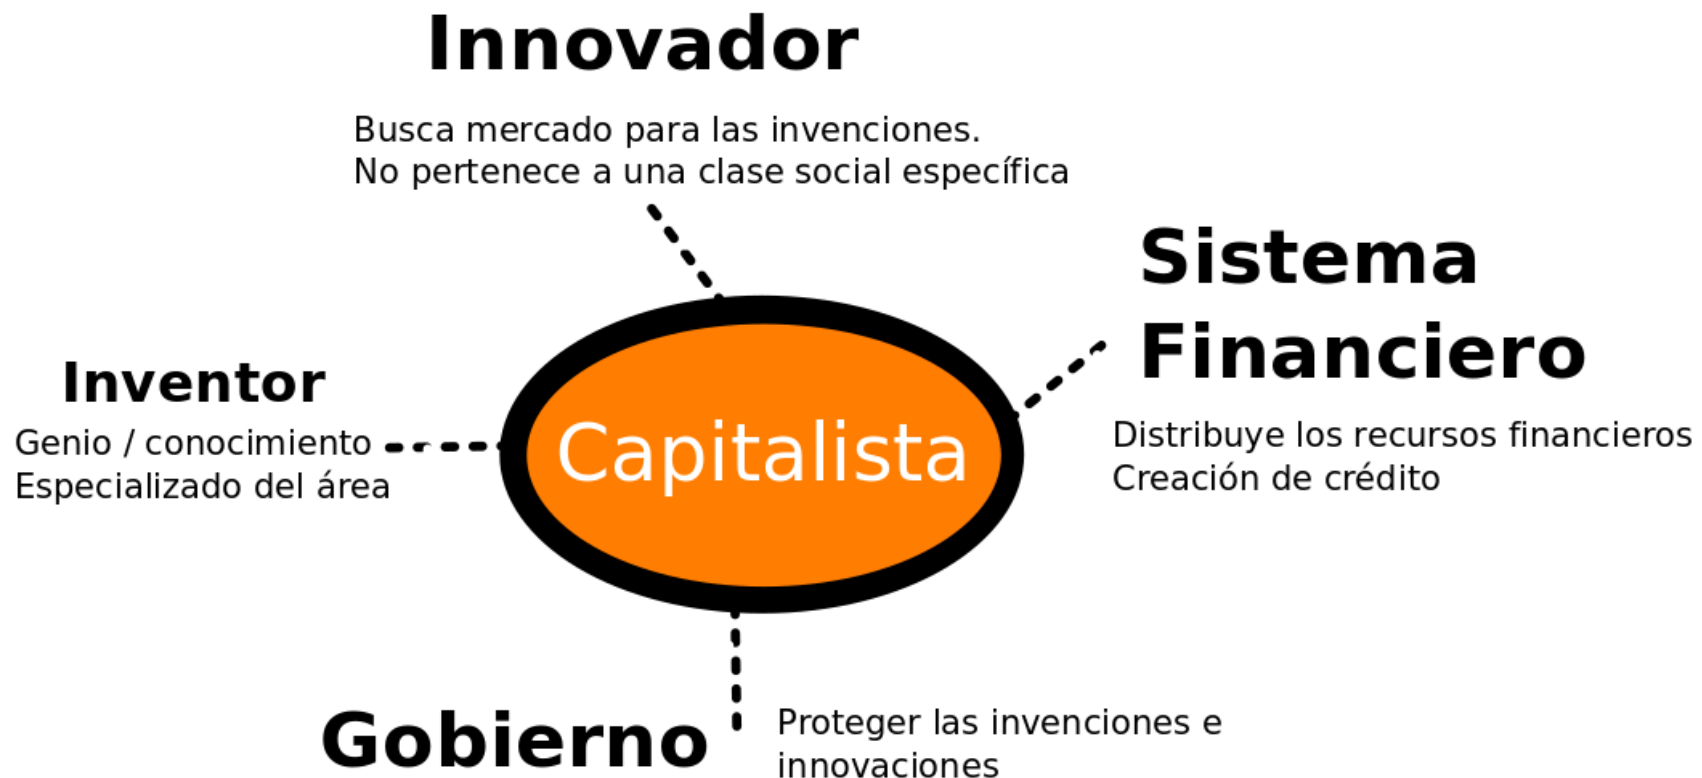 Innovador
Busca mercado para las invenciones.
No pertenece a una clase social específica
Sistema
Financiero
Distribuye los recursos financieros
Creación de crédito
Inventor
Genio / conocimiento
Especializado del área
Capitalista
Gobierno
Proteger las invenciones e
innovaciones